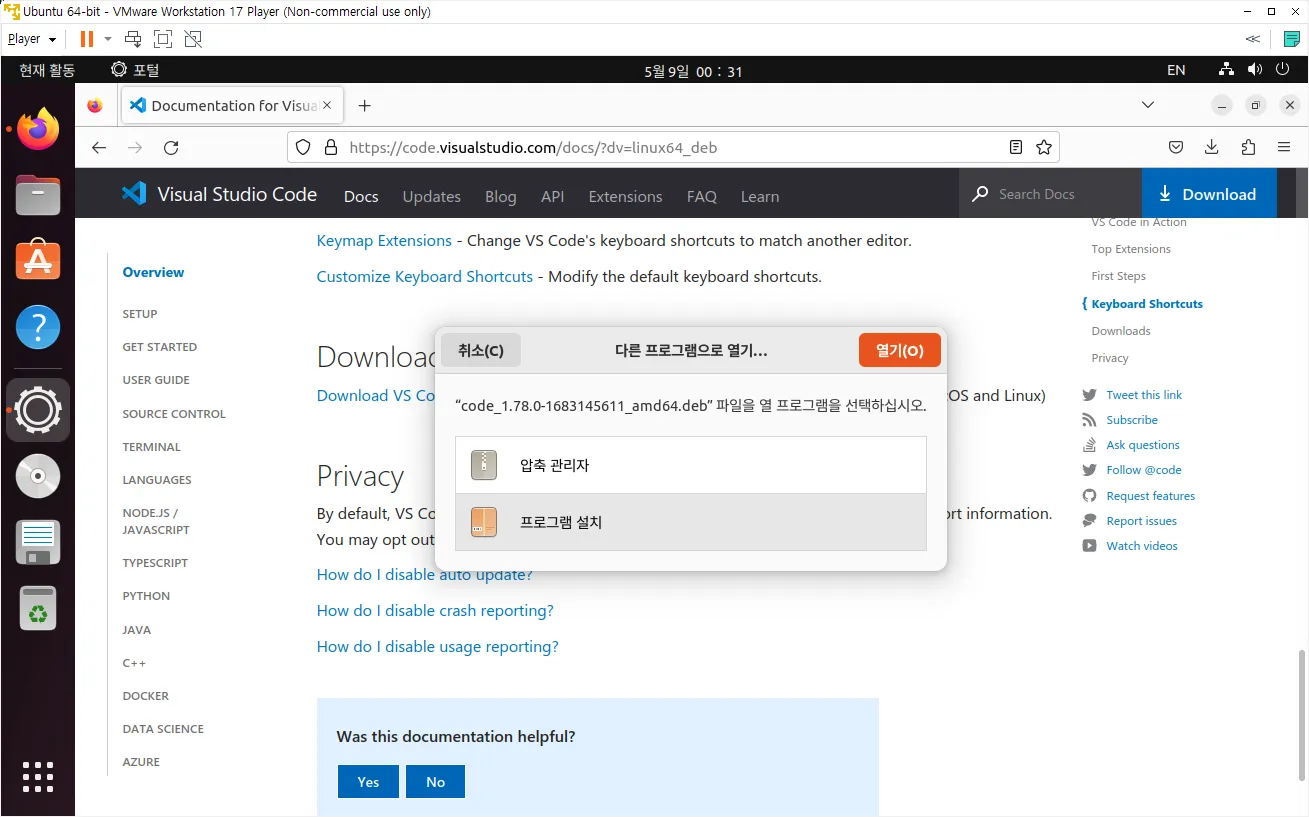 Ubuntu 64-bit - VMware Workstation 17 Player (Non-commercial use only)
Player
현재 활동
포털
5월 9일 00 : 31
EN
Documentation for Visua
https://code.visualstudio.com/docs/?dv=linux64_deb
Visual Studio Code
Docs
Updates
Blog
API
Extensions
FAQ
Learn
Search Docs
Download
Overview
SETUP
GET STARTED
USER GUIDE
SOURCE CONTROL
TERMINAL
LANGUAGES
NODE.JS /
JAVASCRIPT
TYPESCRIPT
PYTHON
JAVA
C++
DOCKER
DATA SCIENCE
AZURE
Keymap Extensions - Change VS Code's keyboard shortcuts to match another editor.
Customize Keyboard Shortcuts - Modify the default keyboard shortcuts.
Download VS Co
OS and Linux)
Privacy
By default, VS Co
rt information.
You may opt out
How do I disable auto update?
How do I disable crash reporting?
How do I disable usage reporting?
Was this documentation helpful?
Yes
No
취소(C)
다른 프로그램으로 열기...
열기(O)
“code_1.78.0-1683145611_amd64.deb” 파일을 열 프로그램을 선택하십시오.
압축 관리자
프로그램 설치
VS Code in Action
Top Extensions
First Steps
Keyboard Shortcuts
Downloads
Privacy
Tweet this link
Subscribe
Ask questions
Follow @code
Request features
Report issues
Watch videos